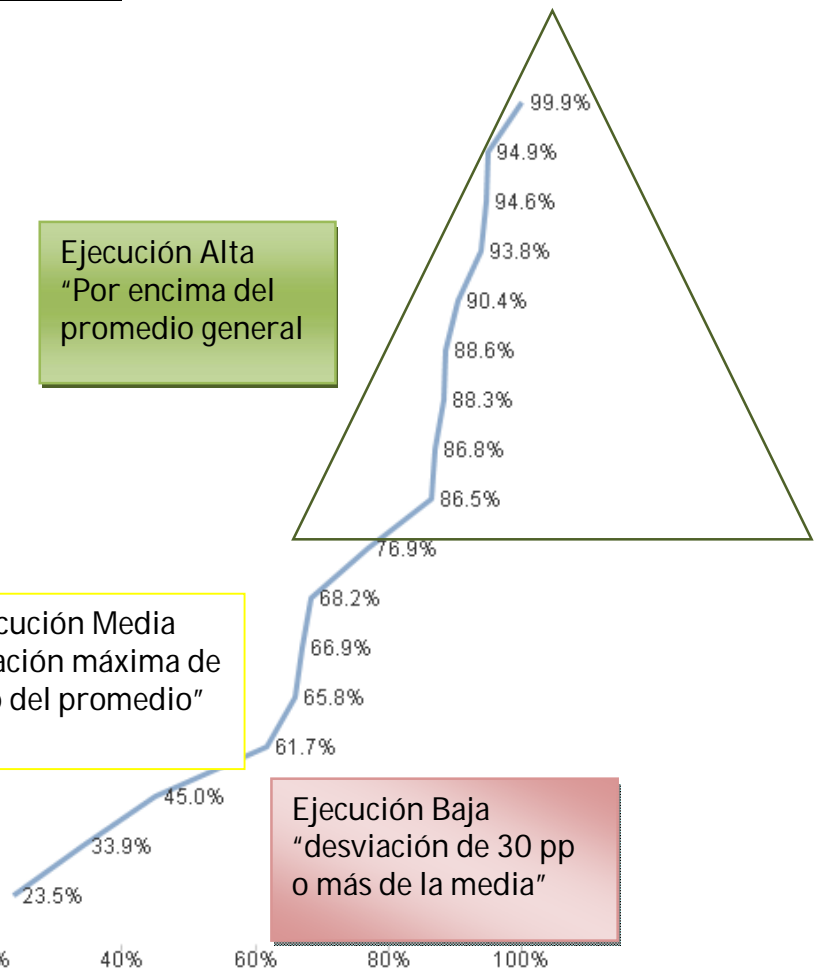 99.9%
94.9%
94.6%
93.8%
Ejecución Alta
“Por encima del
promedio general
90.4%
88.6%
88.3%
86.8%
86.5%
76.9%
68.2%
cución Media
ación máxima de
del promedio”
66.9%
65.8%
61.7%
45.0%
33.9%
23.5%
Ejecución Baja
“desviación de 30 pp
o más de la media”
% 40% 60% 80% 100%